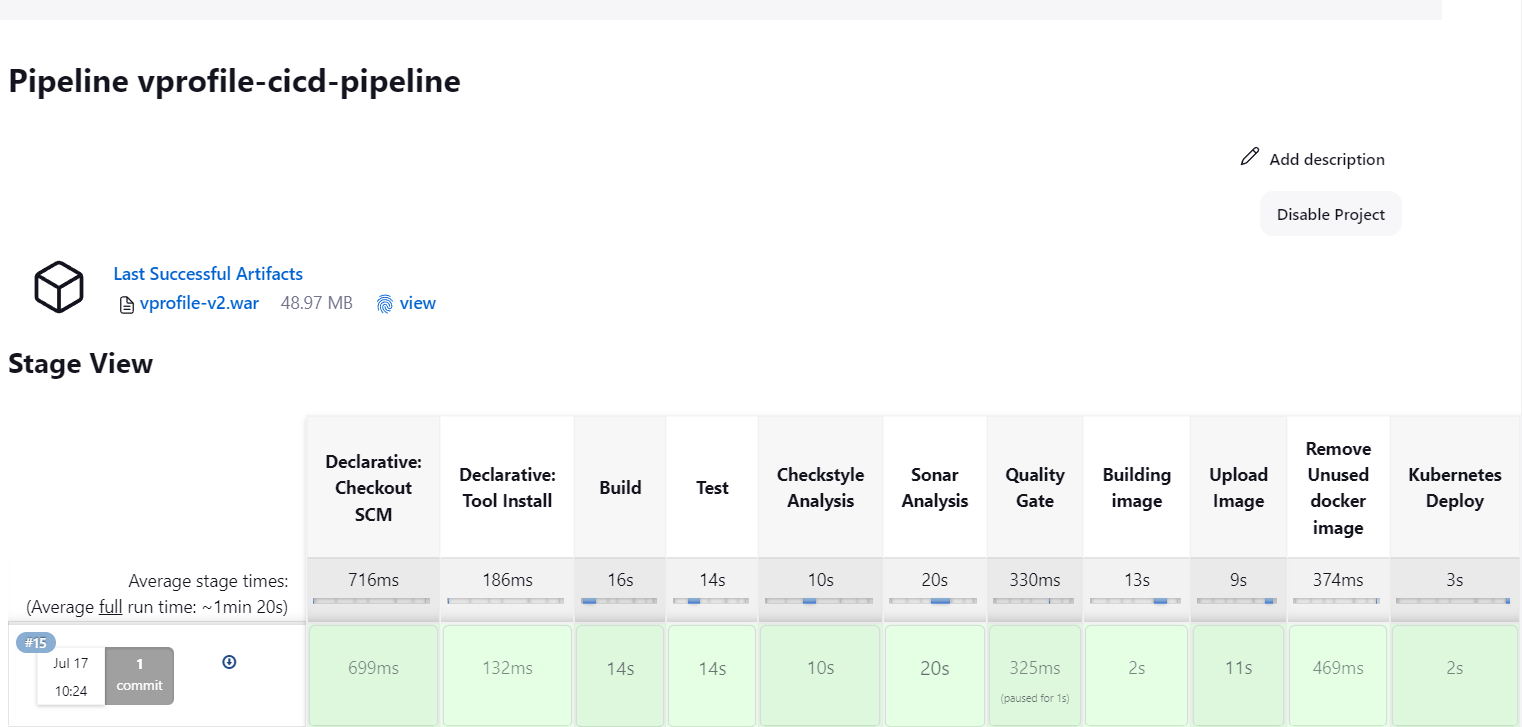 Pipeline vprofile-cicd-pipeline
Add description
Disable Project
Last Successful Artifacts
vprofile-v2.war 48.97 MB view
Stage View
Declarative: Checkout SCM
Declarative: Tool Install
Build
Test
Checkstyle Analysis
Sonar Analysis
Quality Gate
Building image
Upload Image
Remove Unused docker image
Kubernetes Deploy
Average stage times:
(Average full run time: ~1min 20s)
716ms 186ms 16s 14s 10s 20s 330ms 13s 9s 374ms 3s
#15
Jul 17
10:24
1
commit
699ms 132ms 14s 14s 10s 20s 325ms 2s 11s 469ms 2s
(paused for 1s)